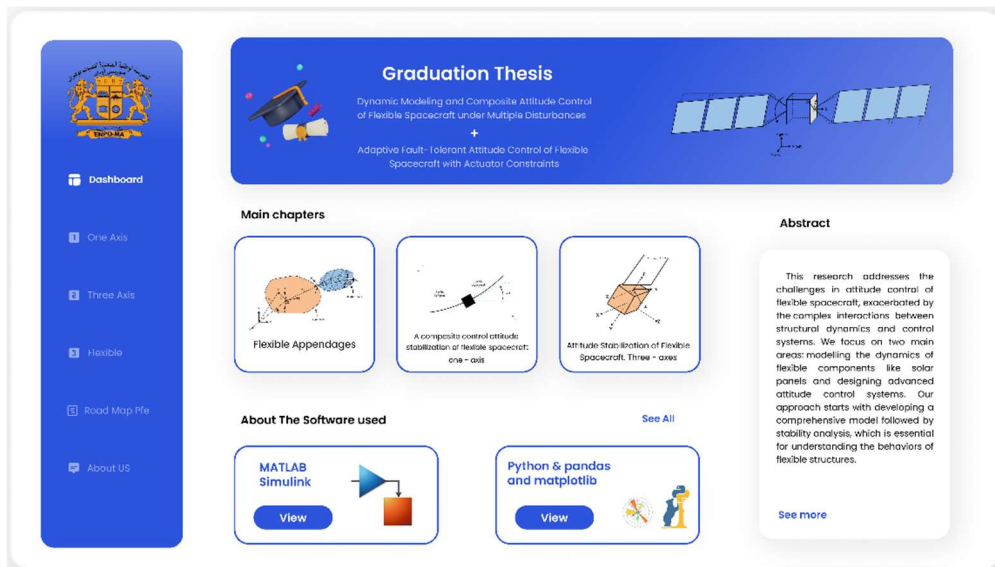 ENPO-MA
Dashboard
One Axis
Three Axis
Flexible
Road Map Pfe
About US
Graduation Thesis
Dynamic Modeling and Composite Attitude Control
of Flexible Spacecraft under Multiple Disturbances
+
Adaptive Fault-Tolerant Attitude Control of Flexible
Spacecraft with Actuator Constraints
Main chapters
Flexible Appendages
A composite control attitude
stabilization of flexible spacecraft:
one - axis
Attitude Stabilization of Flexible
Spacecraft. Three - axes
About The Software used
See All
MATLAB
Simulink
View
Python & pandas
and matplotlib
View
Abstract
This research addresses the
challenges in attitude control of
flexible spacecraft, exacerbated by
the complex interactions between
structural dynamics and control
systems. We focus on two main
areas: modelling the dynamics of
flexible components like solar
panels and designing advanced
attitude control systems. Our
approach starts with developing a
comprehensive model followed by
stability analysis, which is essential
for understanding the behaviors of
flexible structures.
See more